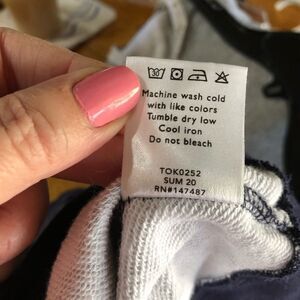 30
Machine wash cold
with like colors
Tumble dry low
Cool iron
Do not bleach
TOK0252
SUM 20
RN#147487